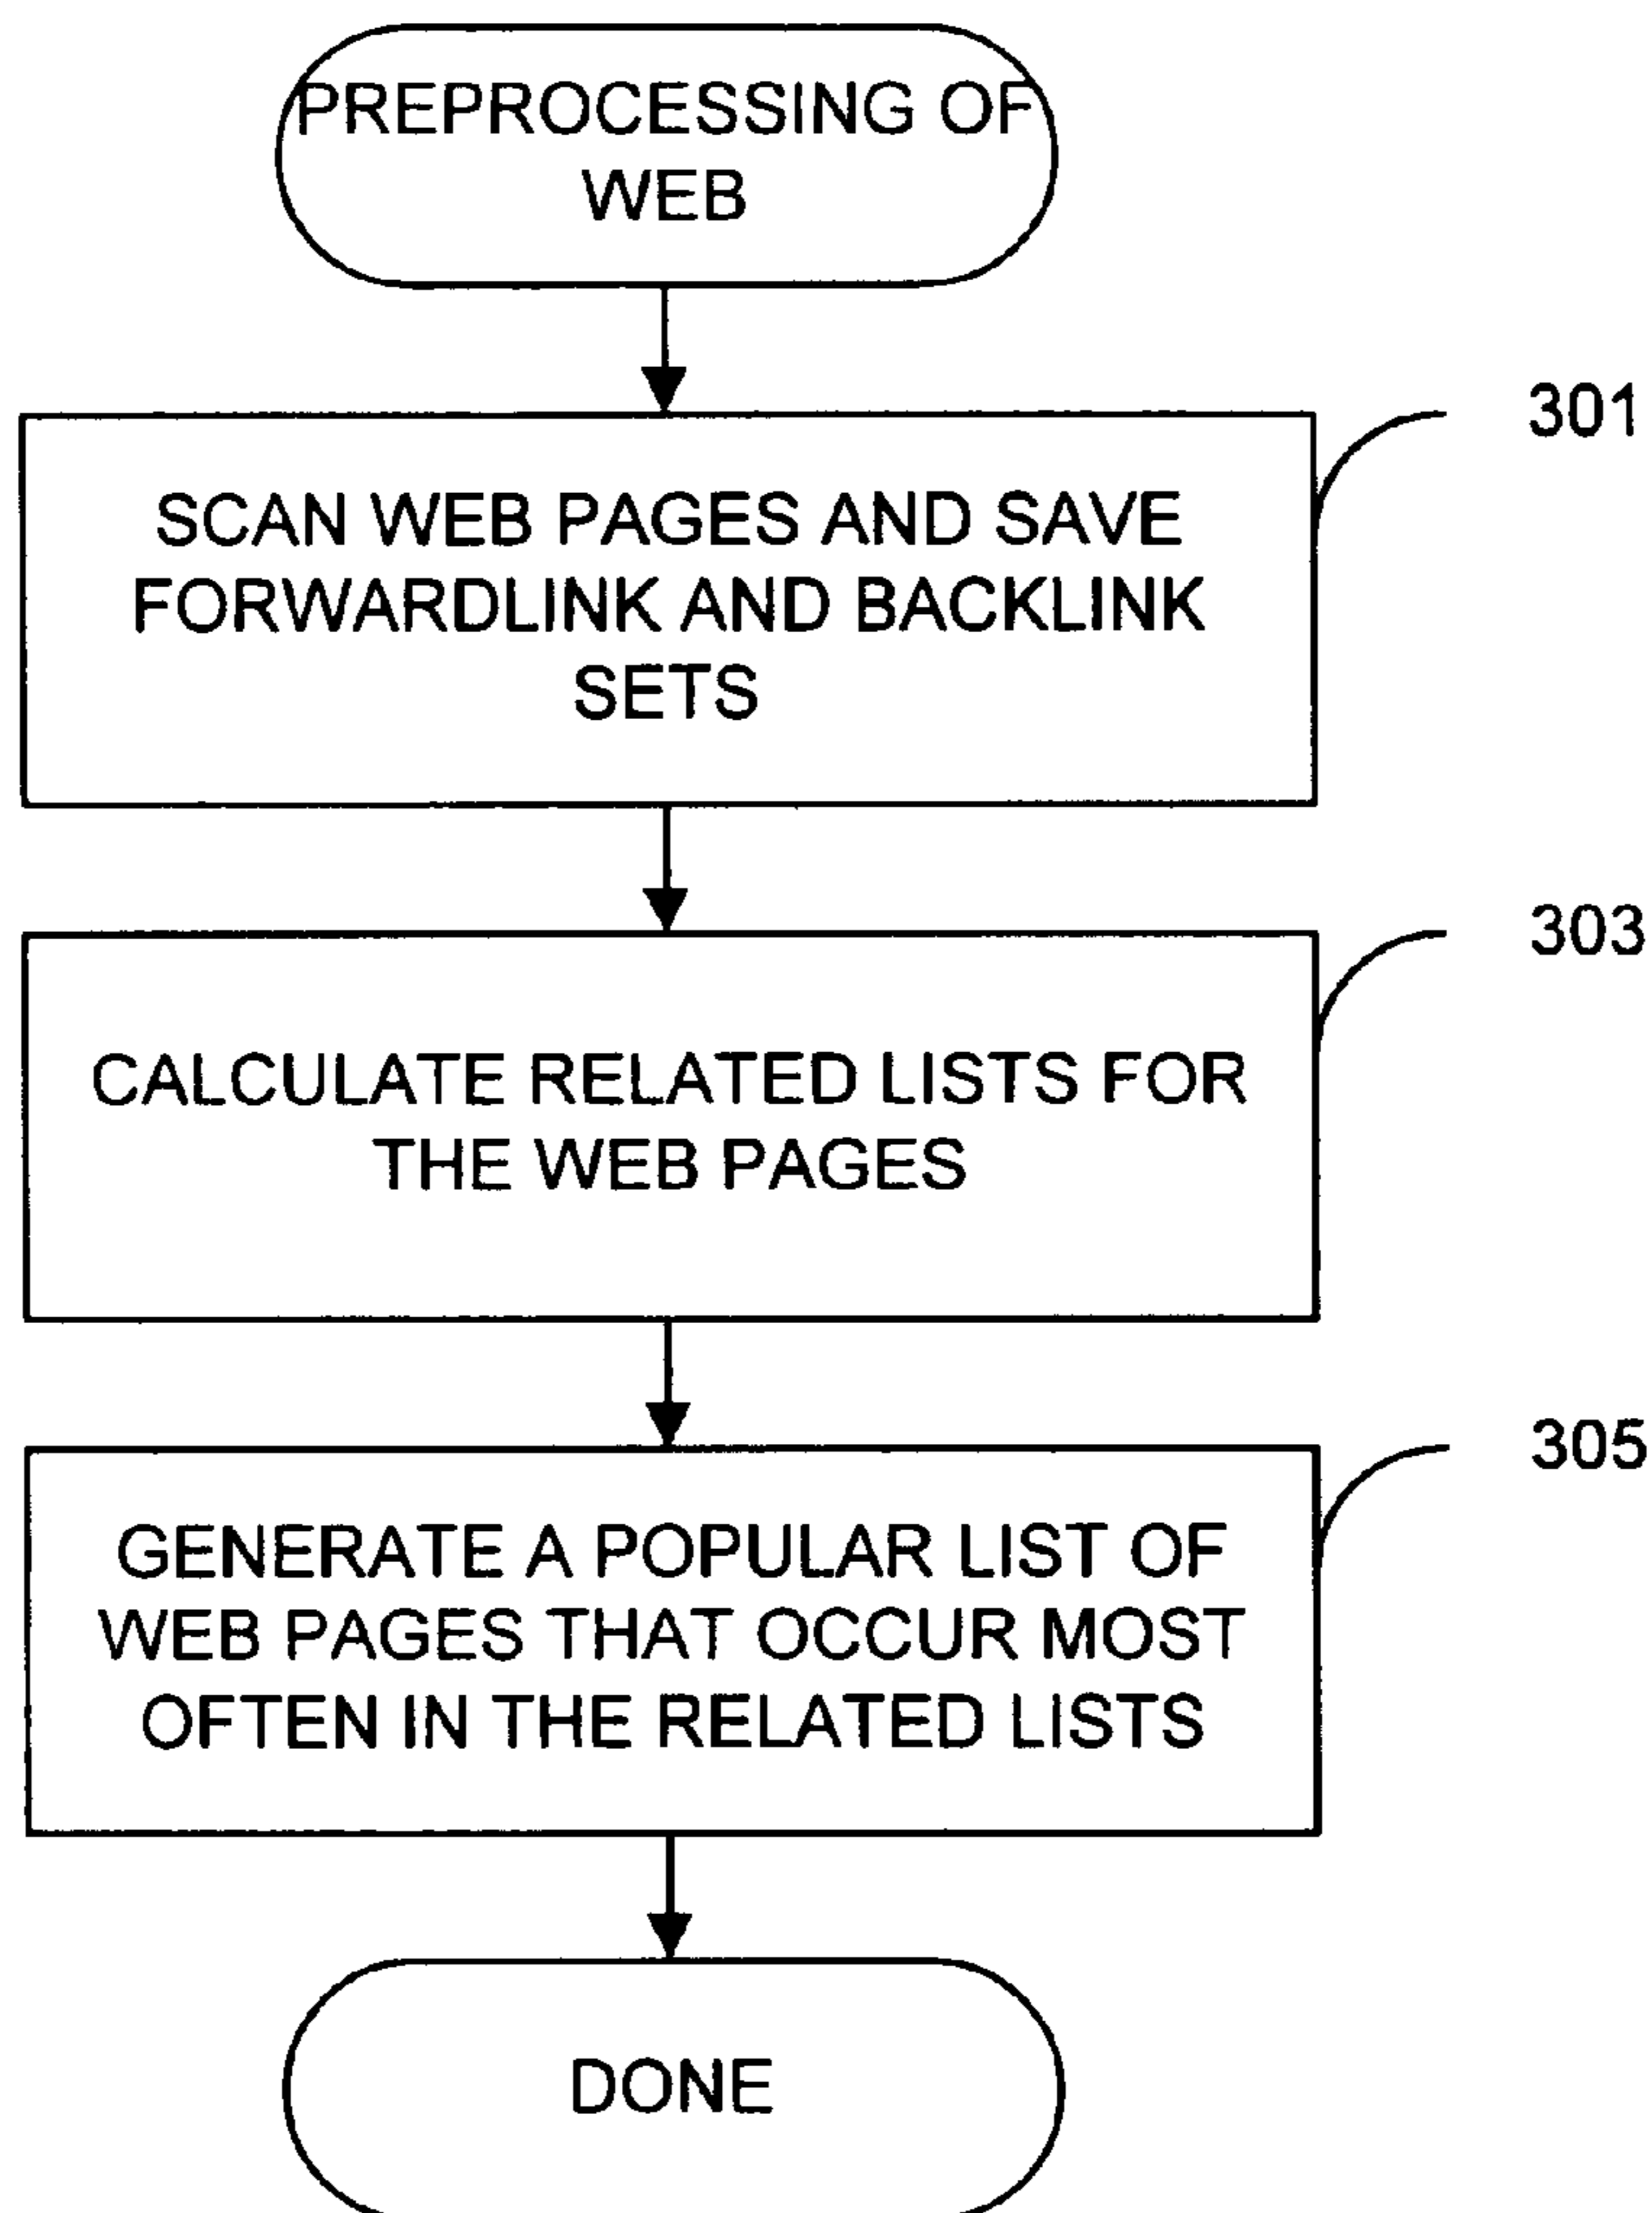 PREPROCESSING OF
WEB
301
SCAN WEB PAGES AND SAVE
FORWARDLINK AND BACKLINK
SETS
303
CALCULATE RELATED LISTS FOR
THE WEB PAGES
305
GENERATE A POPULAR LIST OF
WEB PAGES THAT OCCUR MOST
OFTEN IN THE RELATED LISTS
DONE